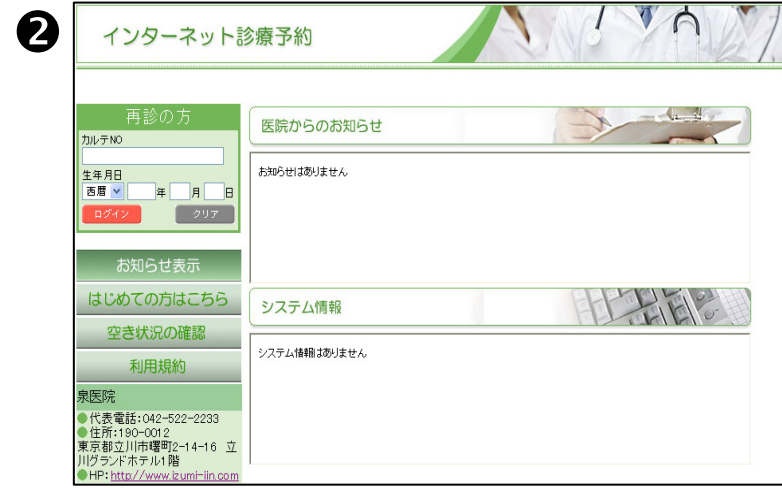 ❷
インターネット診療予約
再診の方
カルテNO
生年月日
西暦 年 月 日
ログイン クリア
お知らせ表示
はじめての方はこちら
空き状況の確認
利用規約
泉医院
●代表電話:042-522-2233
●住所:190-0012
東京都立川市曙町2-14-16 立
川グランドホテル1階
●HP:http://www.izumi-iin.com
医院からのお知らせ
お知らせはありません
システム情報
システム情報はありません